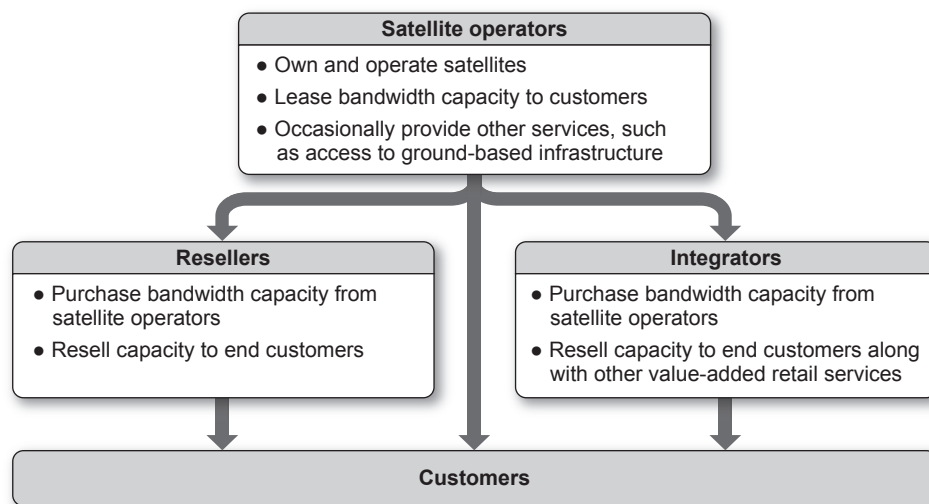 Satellite operators
● Own and operate satellites
● Lease bandwidth capacity to customers
● Occasionally provide other services, such
as access to ground-based infrastructure
Resellers
● Purchase bandwidth capacity from
satellite operators
● Resell capacity to end customers
Integrators
● Purchase bandwidth capacity from
satellite operators
● Resell capacity to end customers along
with other value-added retail services
Customers